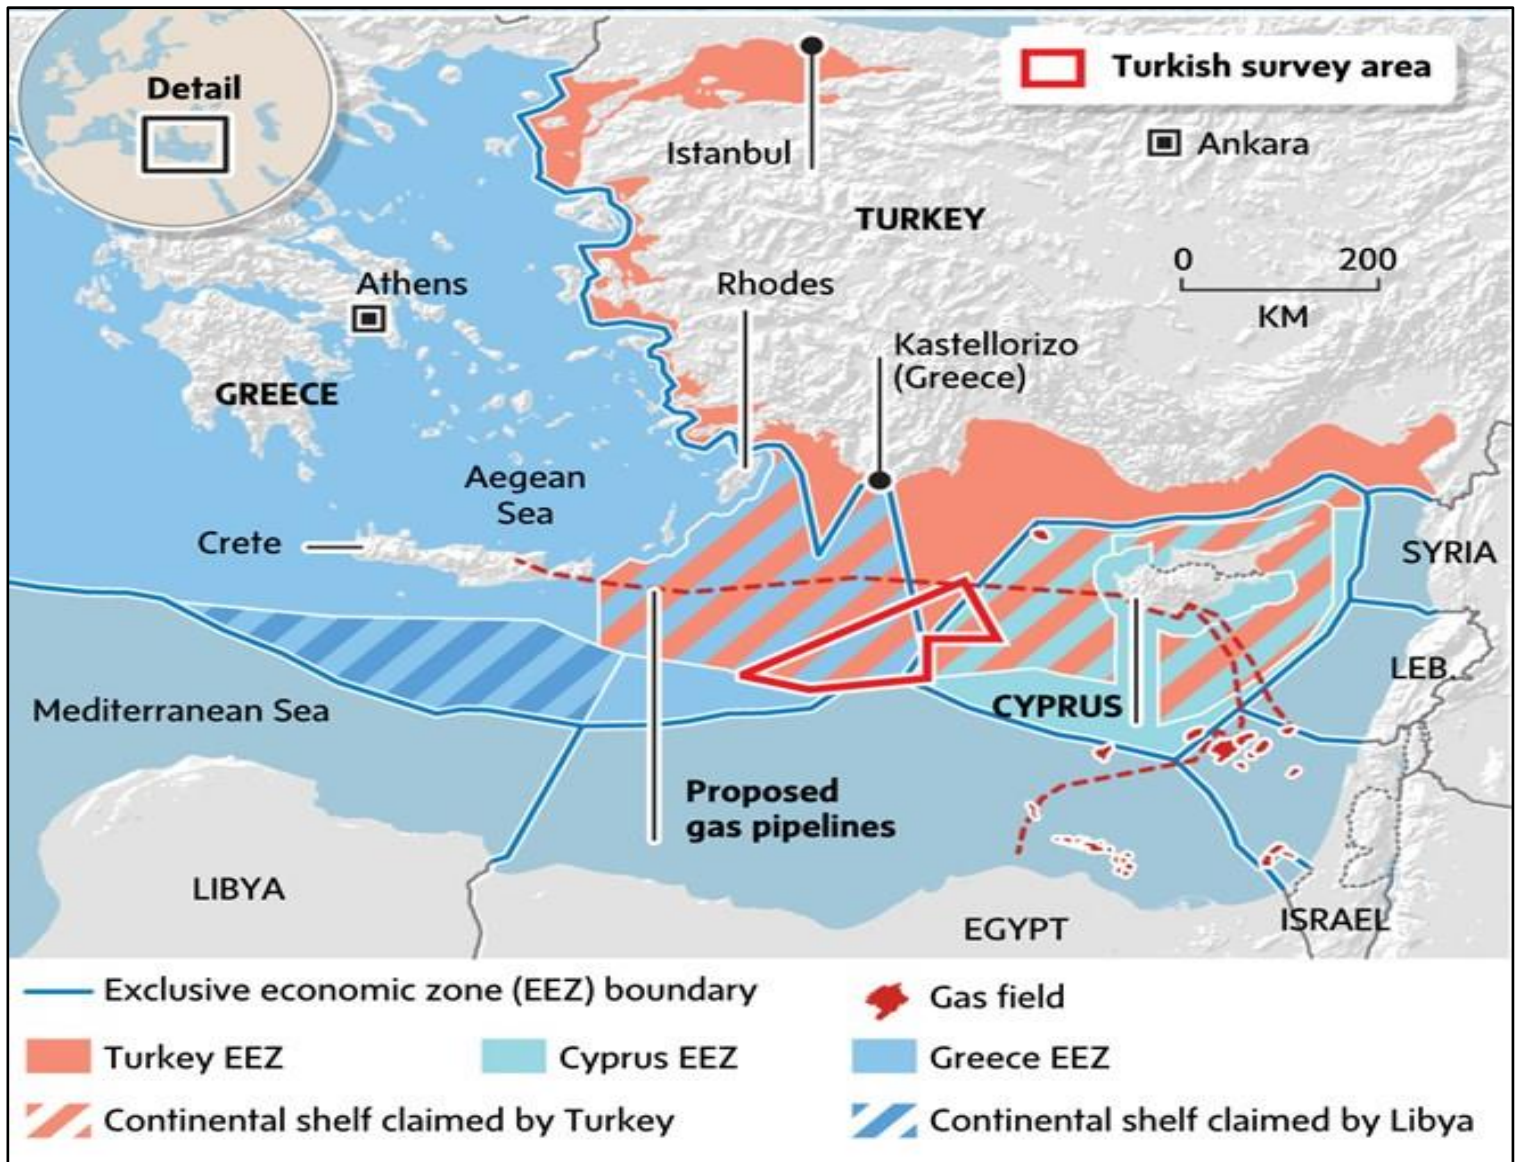 Detail
Turkish survey area
Istanbul
Ankara
TURKEY
0 200
KM
Athens
Rhodes
Kastellorizo
(Greece)
GREECE
Aegean
Sea
Crete
SYRIA
LEB.
CYPRUS
Mediterranean Sea
Proposed
gas pipelines
LIBYA
EGYPT
ISRAEL
Exclusive economic zone (EEZ) boundary
Gas field
Turkey EEZ
Cyprus EEZ
Greece EEZ
Continental shelf claimed by Turkey
Continental shelf claimed by Libya